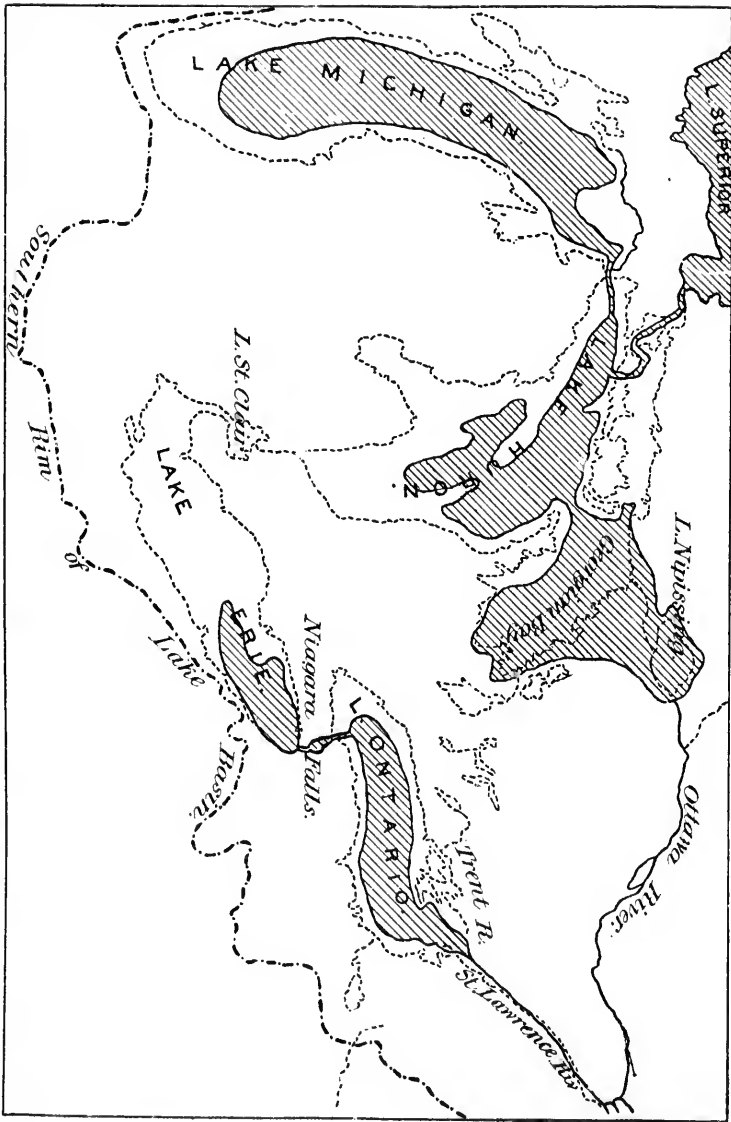 L. SUPERIOR
LAKE MICHIGAN.
LAKE HURON.
L. Nipissing.
Georgian Bay.
Ottawa River.
L. St. Clair
LAKE ERIE.
Niagara Falls.
L. ONTARIO.
Trent R.
St. Lawrence Riv
Southern Rim of Lake Basin.